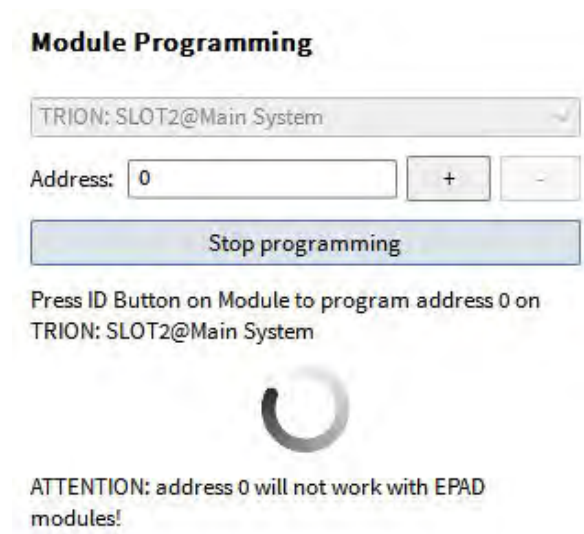 Module Programming
TRION: SLOT2@Main System
Address: 0 + -
Stop programming
Press ID Button on Module to program address 0 on
TRION: SLOT2@Main System
ATTENTION: address 0 will not work with EPAD
modules!